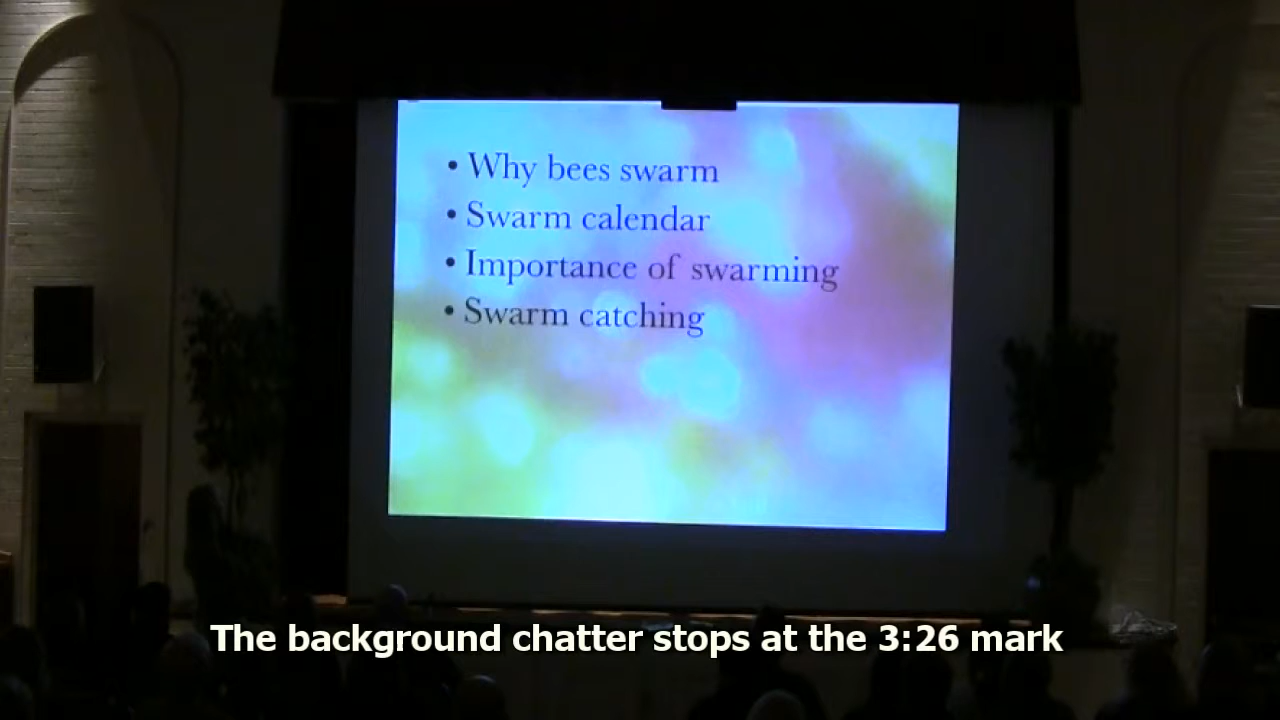 • Why bees swarm
• Swarm calendar
• Importance of swarming
• Swarm catching
The background chatter stops at the 3:26 mark